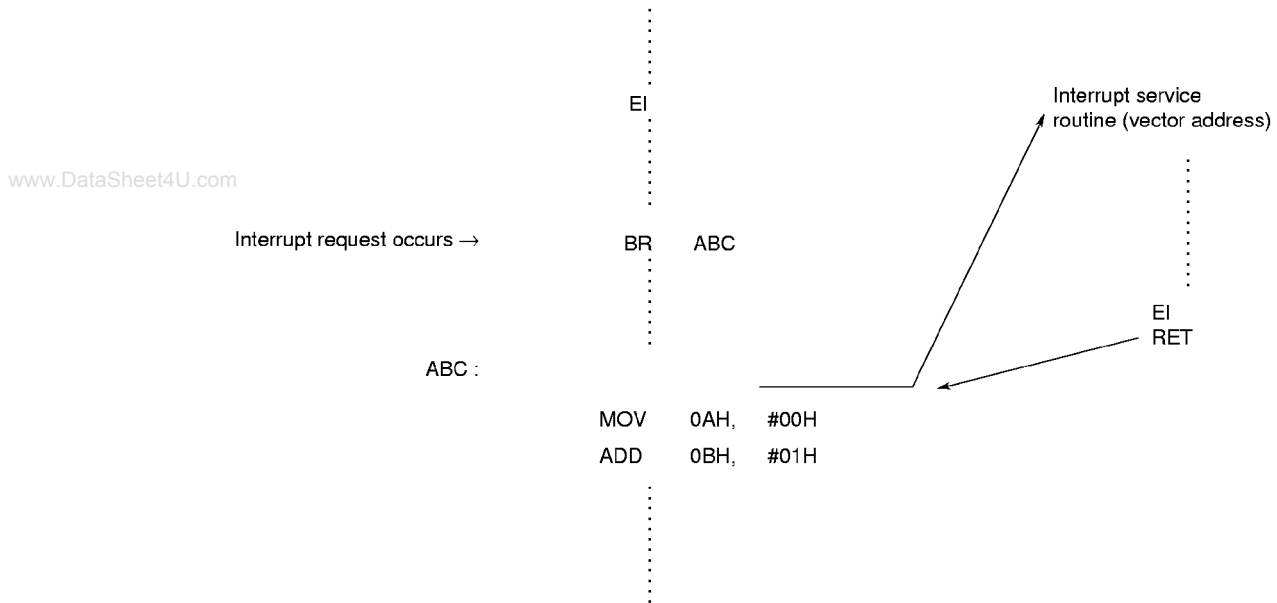 EI
Interrupt service
routine (vector address)
www.DataSheet4U.com
Interrupt request occurs → BR ABC
EI
RET
ABC :
MOV 0AH, #00H
ADD 0BH, #01H